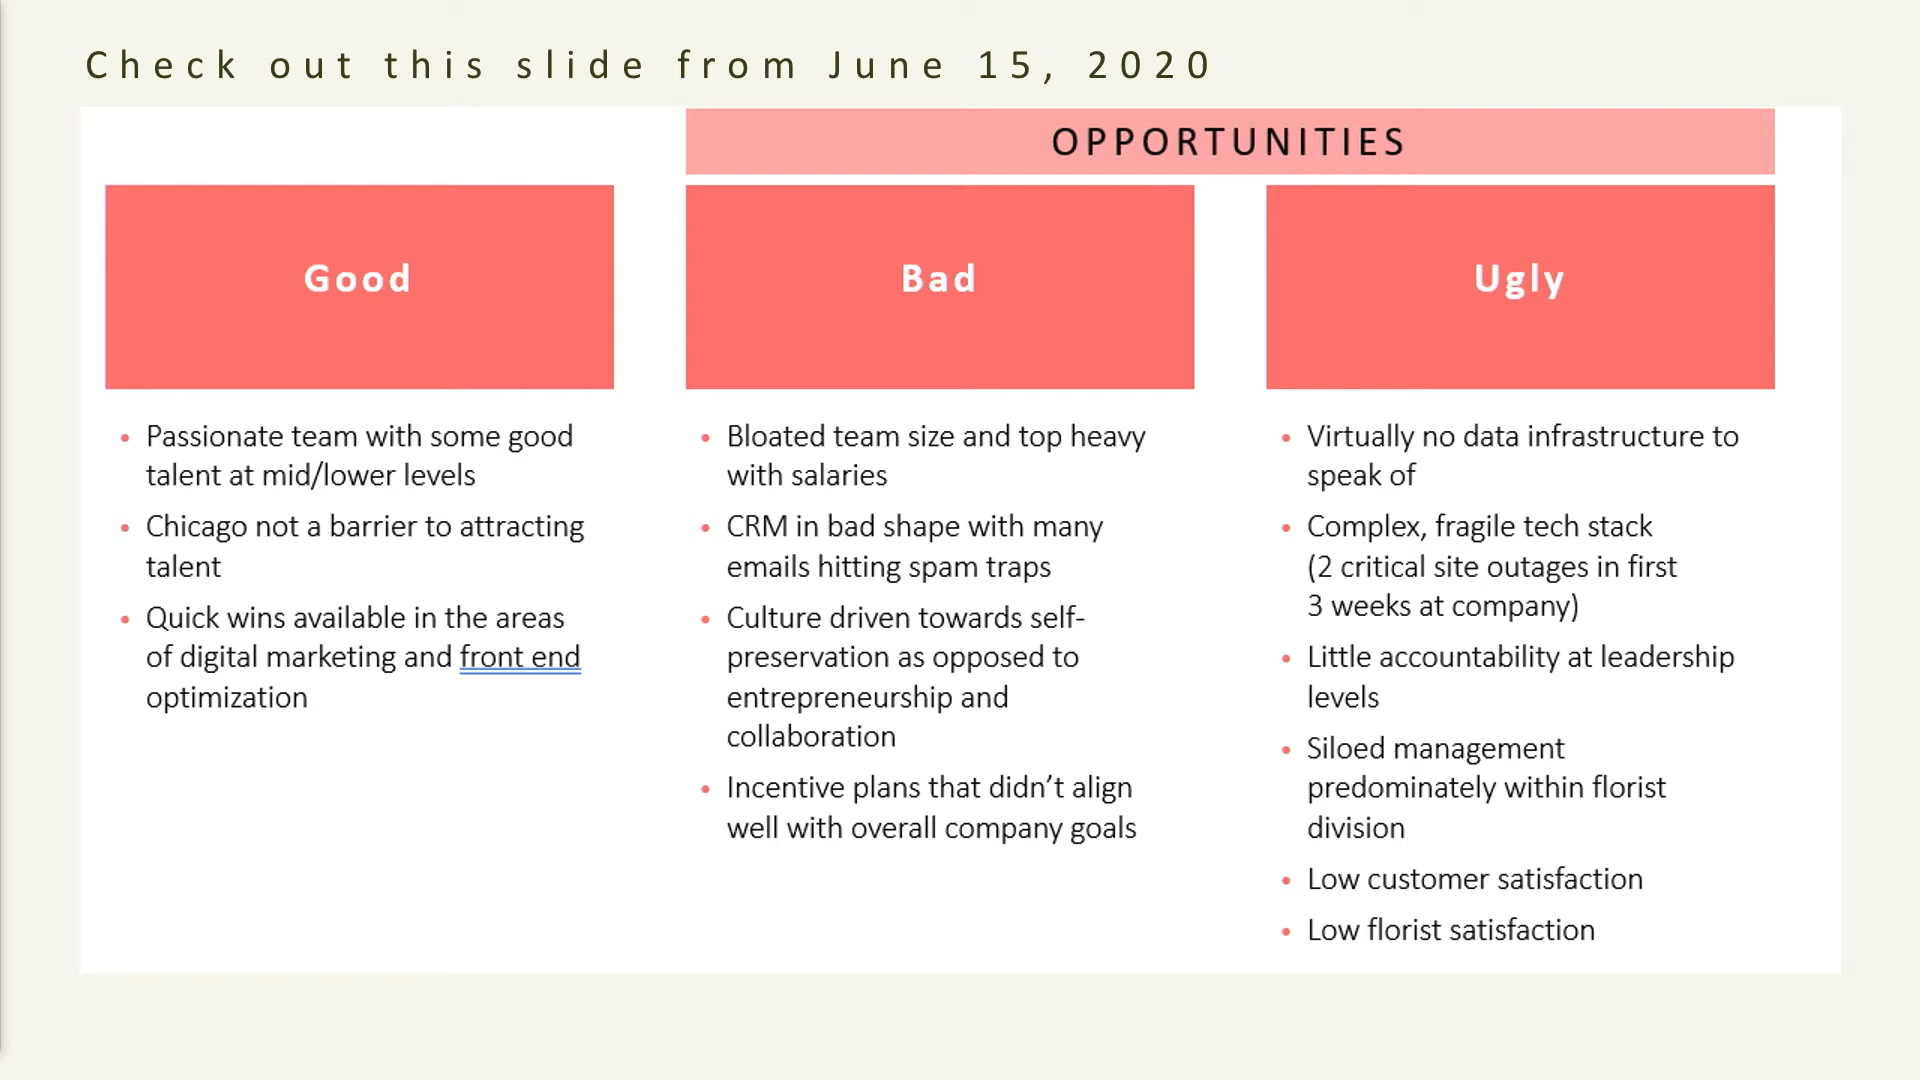 Check out this slide from June 15, 2020
OPPORTUNITIES
Good
Passionate team with some good
talent at mid/lower levels
Chicago not a barrier to attracting
talent
Quick wins available in the areas
of digital marketing and front end
optimization
Bad
Bloated team size and top heavy
with salaries
CRM in bad shape with many
emails hitting spam traps
Culture driven towards self-
preservation as opposed to
entrepreneurship and
collaboration
Incentive plans that didn’t align
well with overall company goals
Ugly
Virtually no data infrastructure to
speak of
Complex, fragile tech stack
(2 critical site outages in first
3 weeks at company)
Little accountability at leadership
levels
Siloed management
predominately within florist
division
Low customer satisfaction
Low florist satisfaction